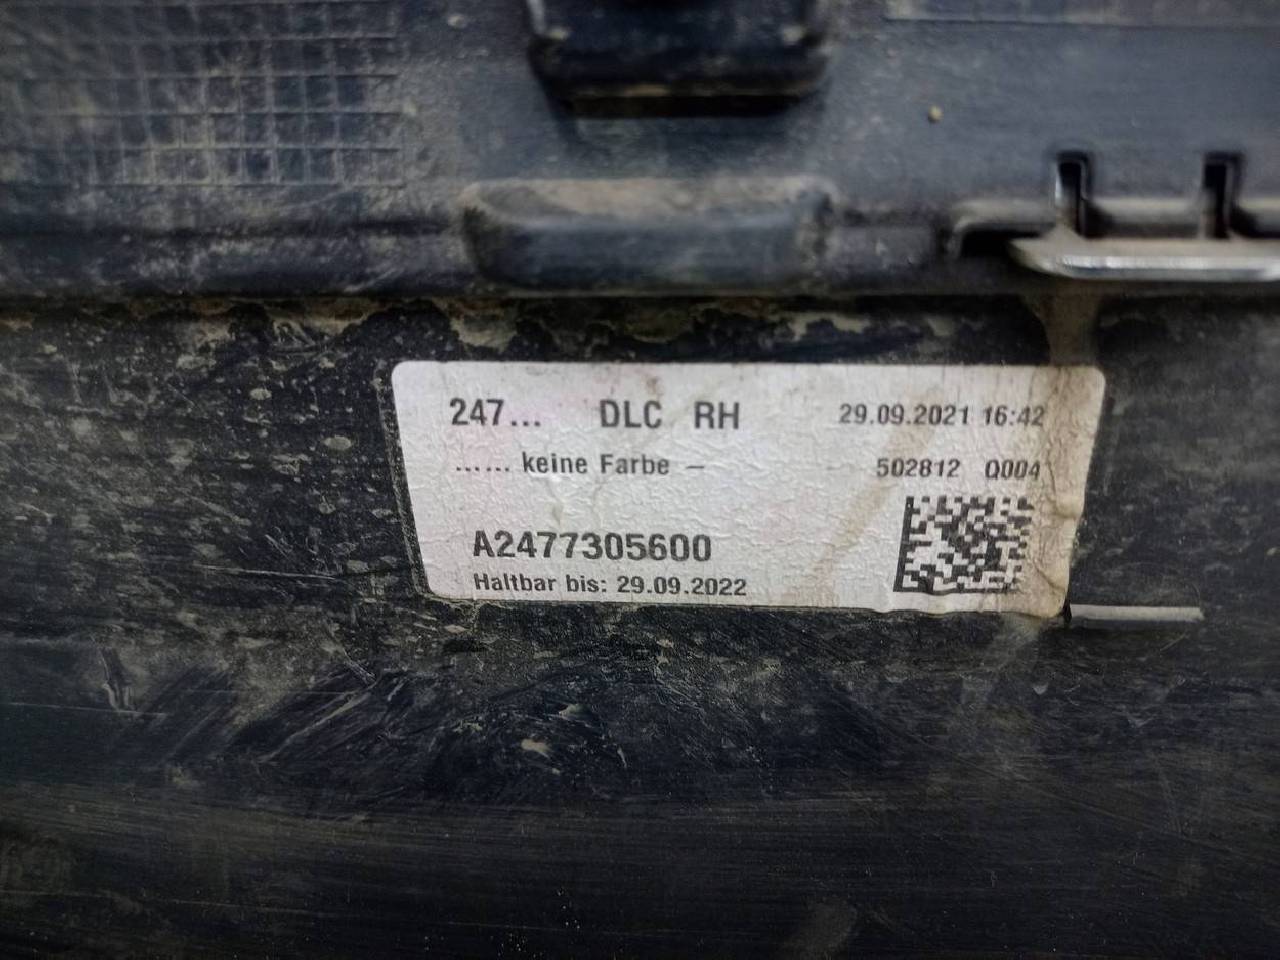 247... DLC RH 29.09.2021 16:42
...... keine Farbe – 502812 Q004
A2477305600
Haltbar bis: 29.09.2022